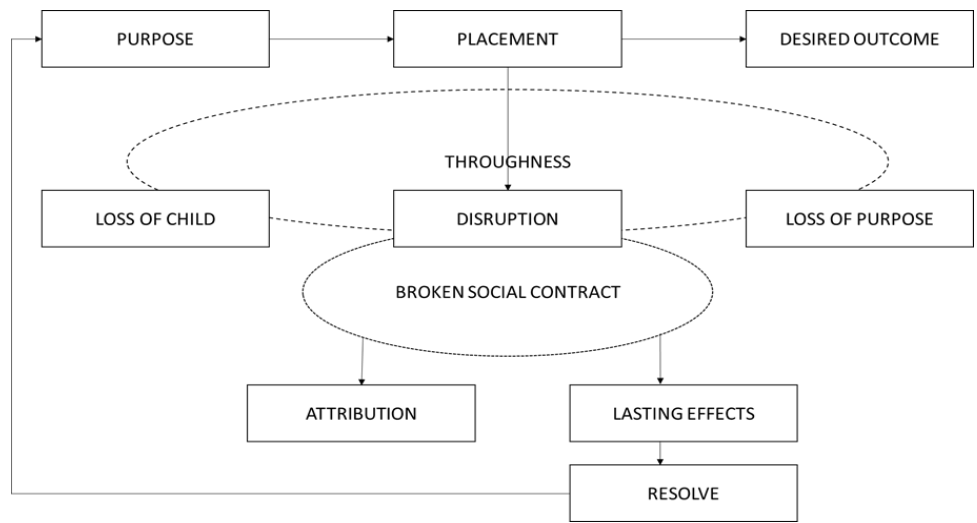 PURPOSE
PLACEMENT
DESIRED OUTCOME
THROUGHNESS
LOSS OF CHILD
DISRUPTION
LOSS OF PURPOSE
BROKEN SOCIAL CONTRACT
ATTRIBUTION
LASTING EFFECTS
RESOLVE